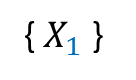 { X₁ }